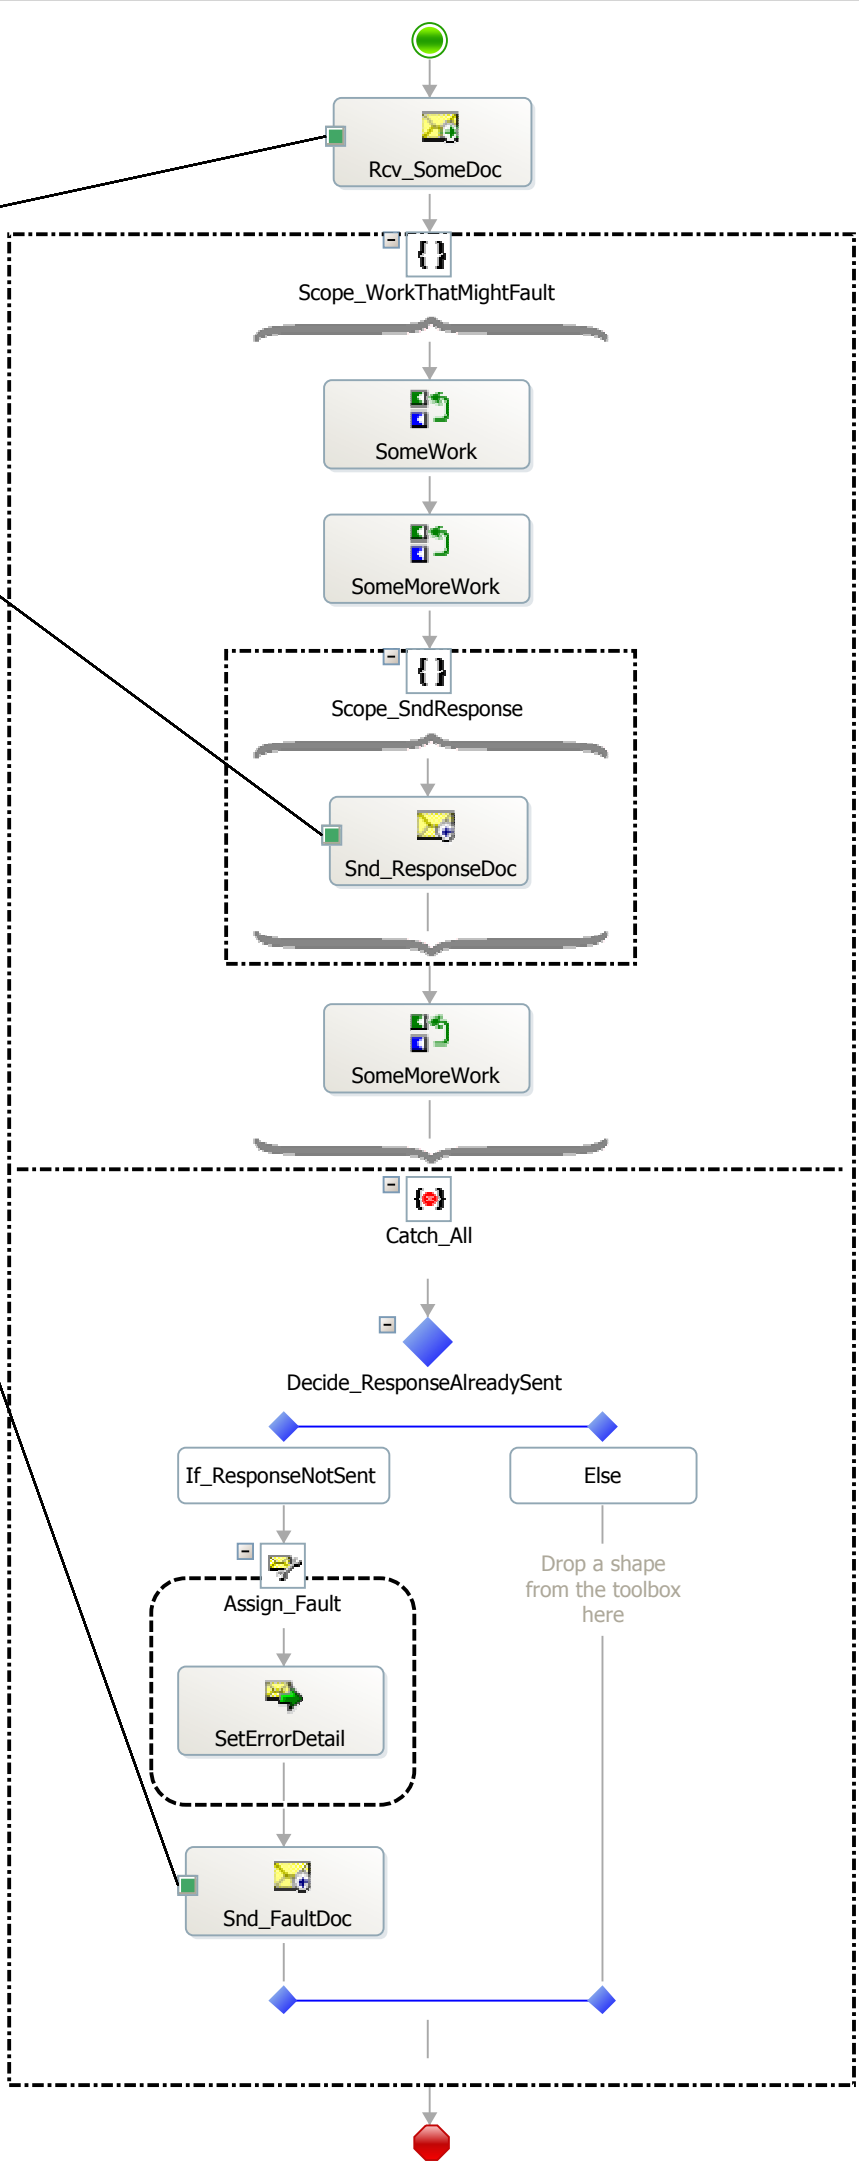 Rcv_SomeDoc
Scope_WorkThatMightFault
SomeWork
SomeMoreWork
Scope_SndResponse
Snd_ResponseDoc
SomeMoreWork
Catch_All
Decide_ResponseAlreadySent
If_ResponseNotSent
Else
Drop a shape
from the toolbox
here
Assign_Fault
SetErrorDetail
Snd_FaultDoc